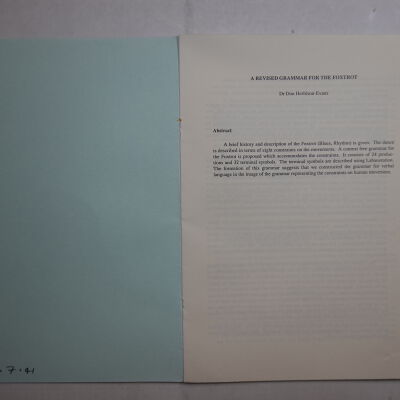 A REVISED GRAMMAR FOR THE FOXTROT
Dr Don Herbison-Evans
Abstract
A brief history and description of the Foxtrot (Blues, Rhythm) is given. The dance
is described in terms of eight constraints on the movements. A context free grammar for
the Foxtrot is proposed which accommodates the constraints. It consists of 24 produc-
tions and 32 terminal symbols. The terminal symbols are described using Labanotation.
The formation of this grammar suggests that we constructed the grammar for verbal
language in the image of the grammar representing the constraints on human movement.
7.41